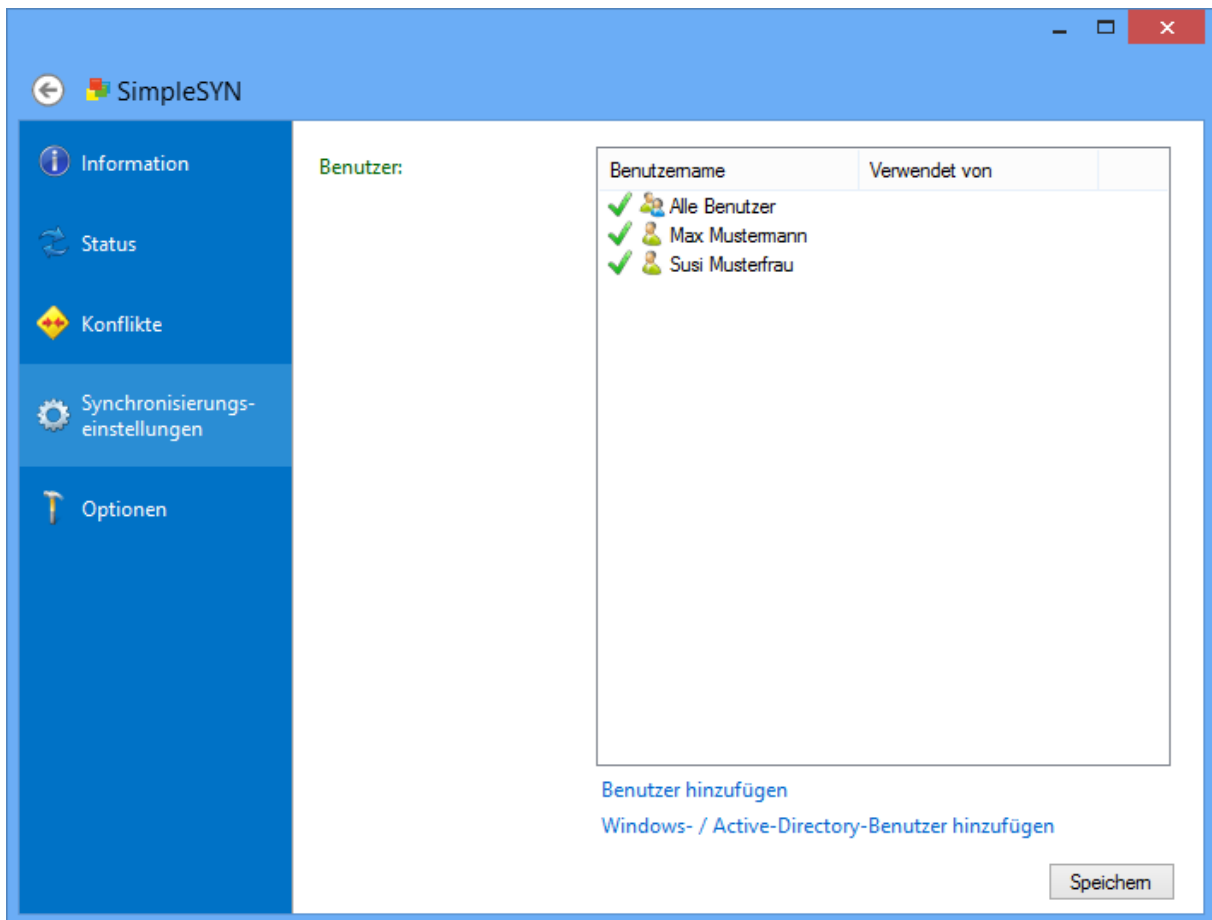 SimpleSYN
Information
Status
Konflikte
Synchronisierungs-
einstellungen
Optionen
Benutzer:
Benutzername Verwendet von
Alle Benutzer
Max Mustermann
Susi Musterfrau
Benutzer hinzufügen
Windows- / Active-Directory-Benutzer hinzufügen
Speichern